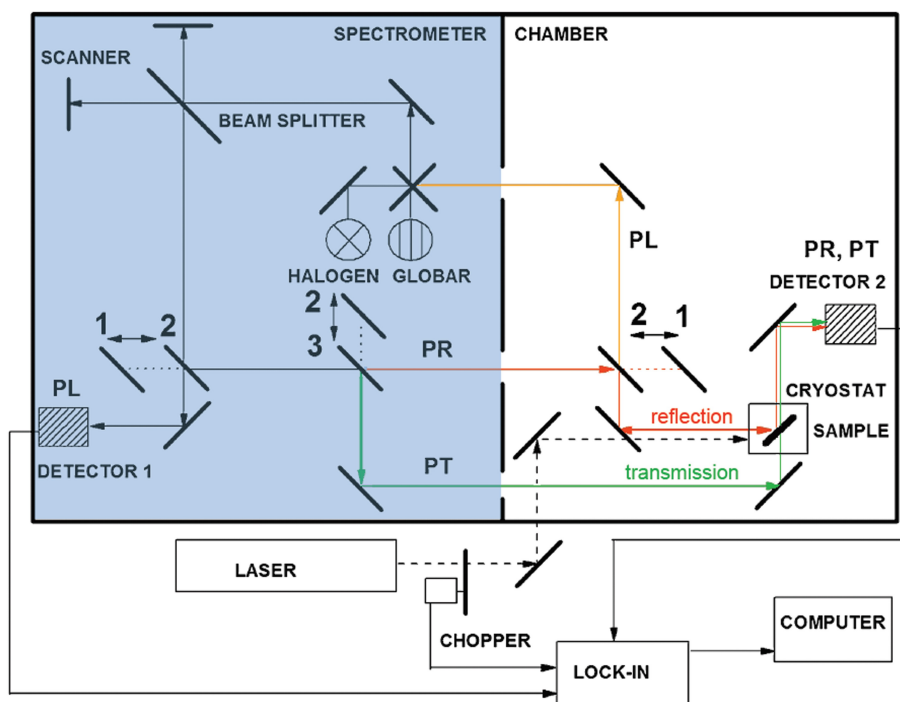 SPECTROMETER
CHAMBER
SCANNER
BEAM SPLITTER
HALOGEN
GLOBAR
PL
PR, PT
DETECTOR 2
1
2
2
3
PR
2
1
PL
DETECTOR 1
CRYOSTAT
reflection
SAMPLE
PT
transmission
LASER
CHOPPER
LOCK-IN
COMPUTER